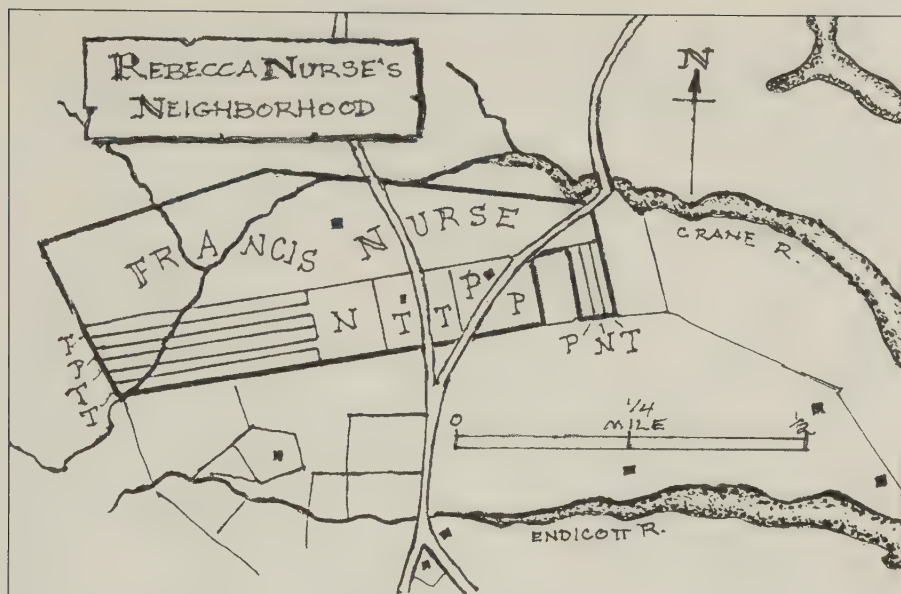 REBECCA NURSE'S
NEIGHBORHOOD
N
CRANE R.
FRANCIS NURSE
N T T P P
P N T
P
T
T
0 1/4 1/2
MILE
ENDICOTT R.